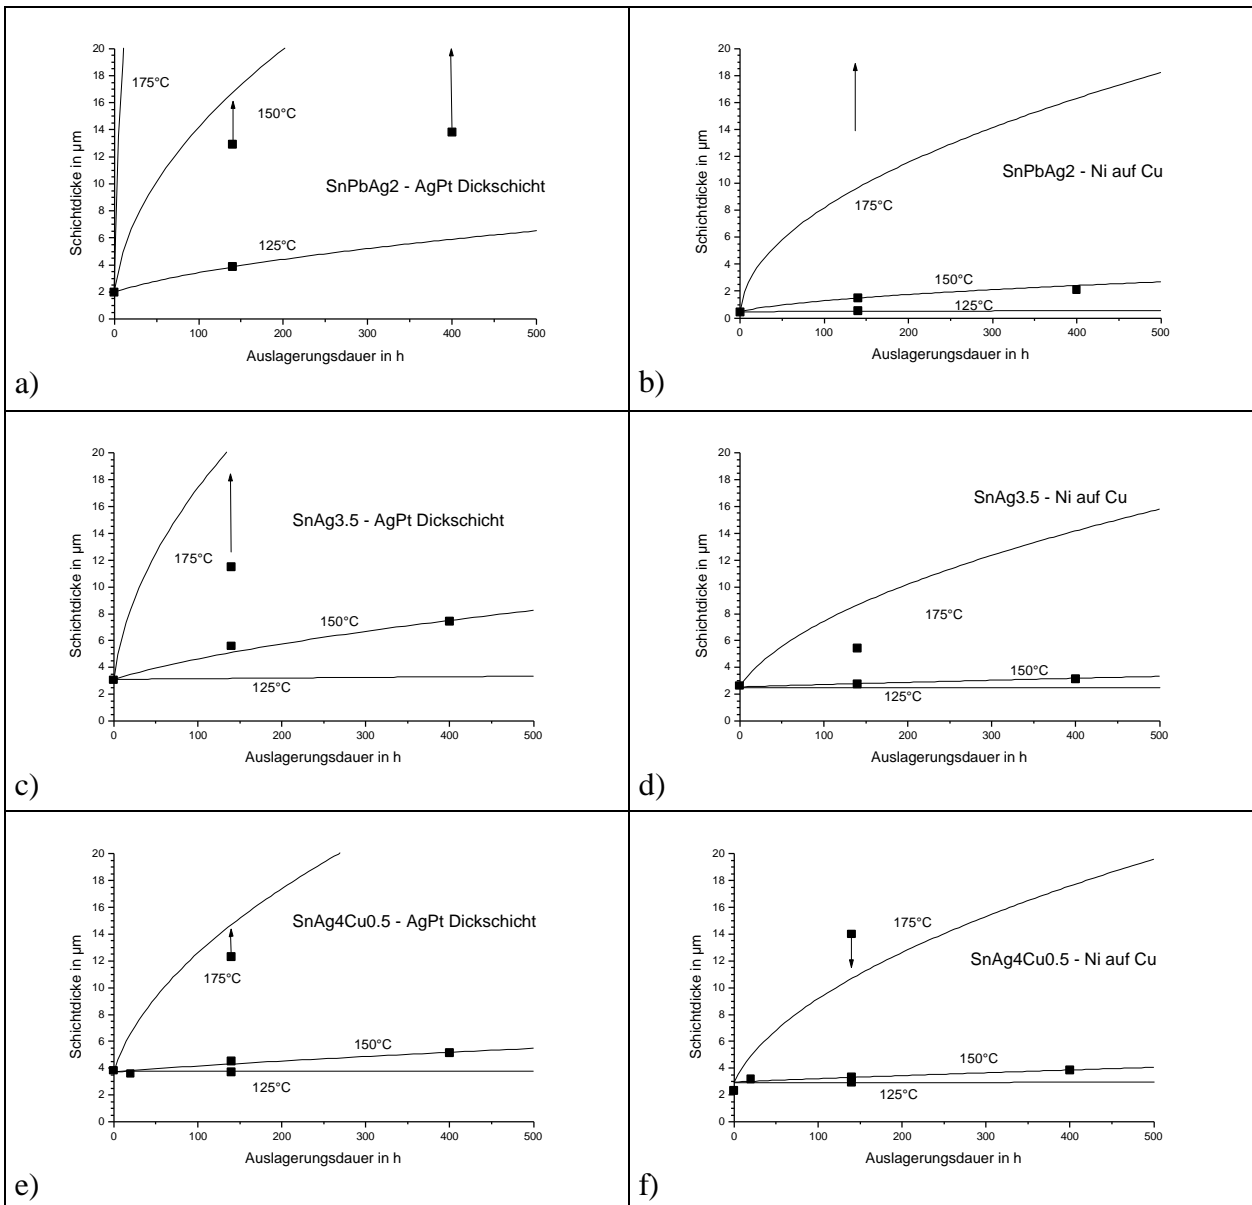 20
18
16
14
12
10
8
6
4
2
0
Schichtdicke in µm
175°C
150°C
SnPbAg2 - AgPt Dickschicht
125°C
0 100 200 300 400 500
Auslagerungsdauer in h
a)
20
18
16
14
12
10
8
6
4
2
0
Schichtdicke in µm
SnPbAg2 - Ni auf Cu
175°C
150°C
125°C
0 100 200 300 400 500
Auslagerungsdauer in h
b)
20
18
16
14
12
10
8
6
4
2
0
Schichtdicke in µm
SnAg3.5 - AgPt Dickschicht
175°C
150°C
125°C
0 100 200 300 400 500
Auslagerungsdauer in h
c)
20
18
16
14
12
10
8
6
4
2
0
Schichtdicke in µm
SnAg3.5 - Ni auf Cu
175°C
150°C
125°C
0 100 200 300 400 500
Auslagerungsdauer in h
d)
20
18
16
14
12
10
8
6
4
2
0
Schichtdicke in µm
SnAg4Cu0.5 - AgPt Dickschicht
175°C
150°C
125°C
0 100 200 300 400 500
Auslagerungsdauer in h
e)
20
18
16
14
12
10
8
6
4
2
0
Schichtdicke in µm
175°C
SnAg4Cu0.5 - Ni auf Cu
150°C
125°C
0 100 200 300 400 500
Auslagerungsdauer in h
f)